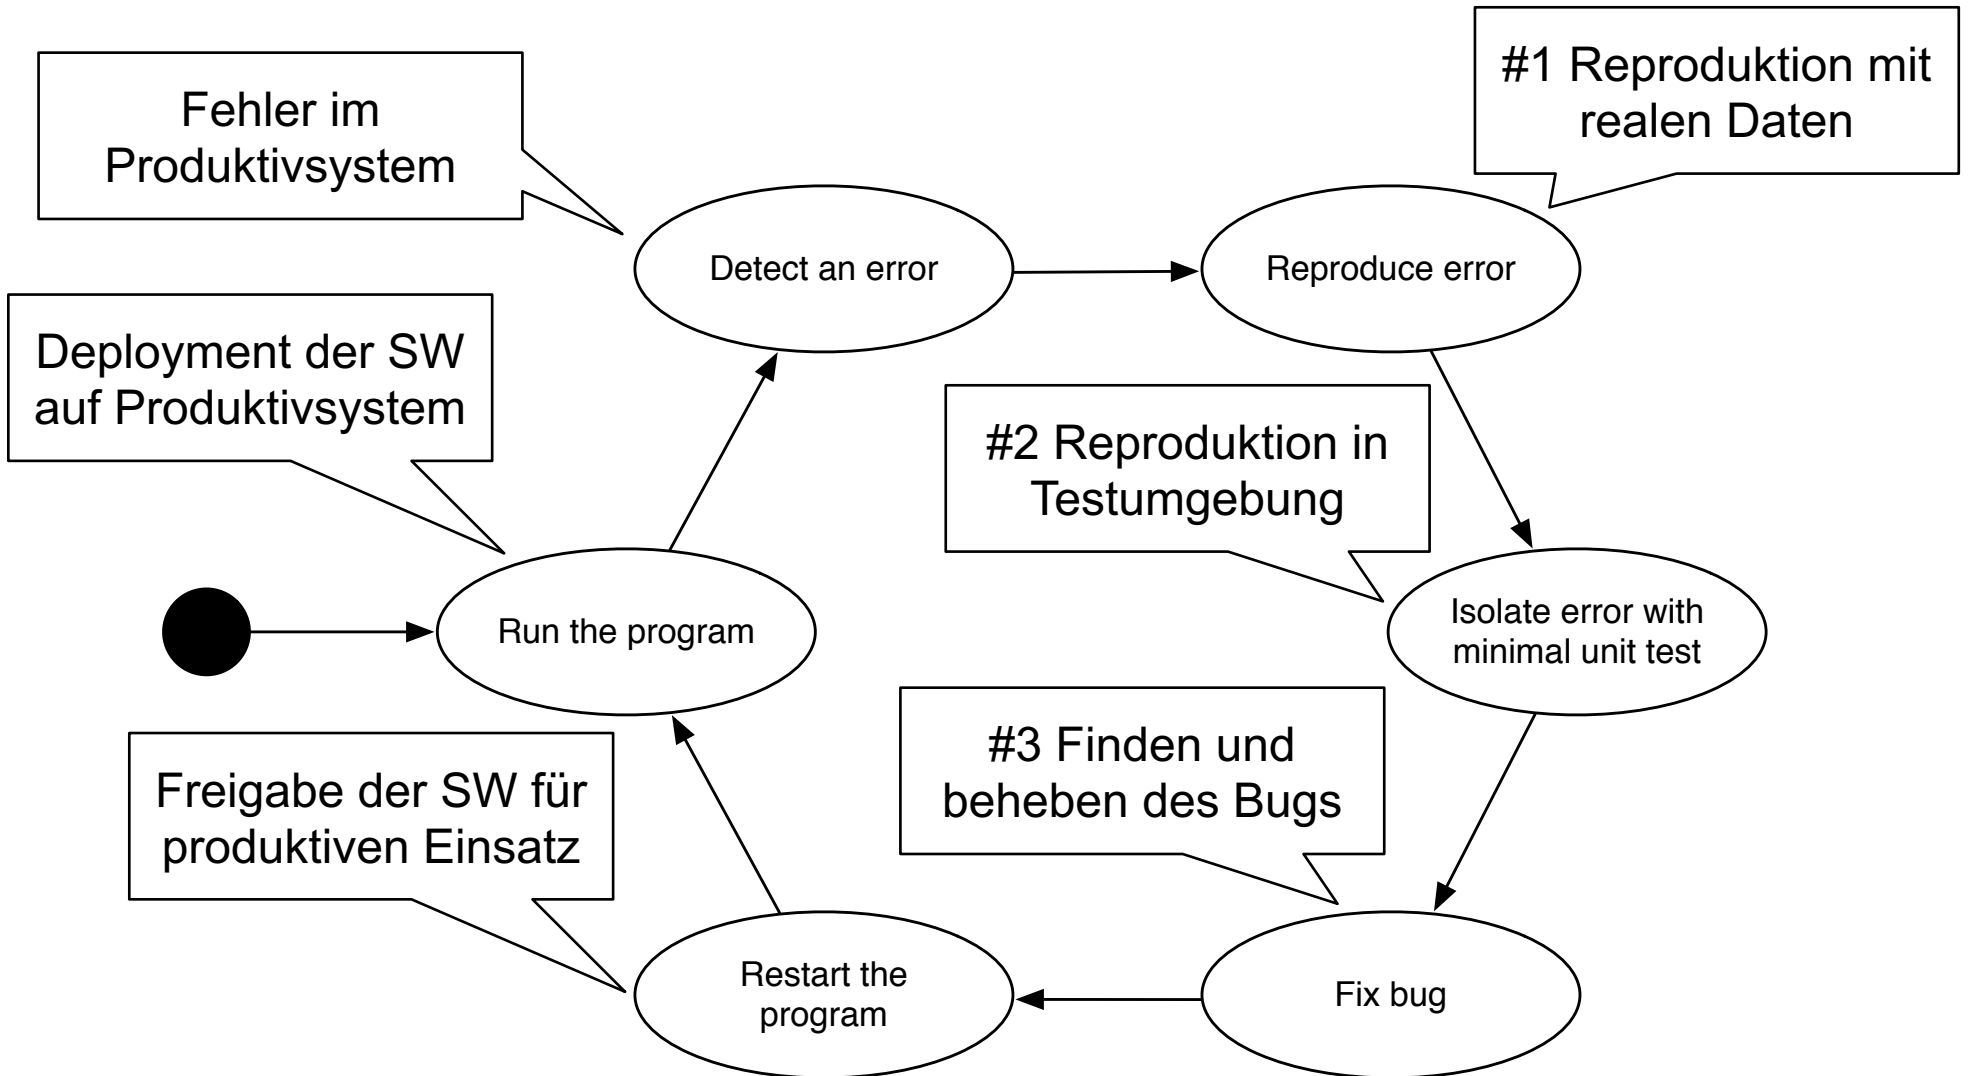 #1 Reproduktion mit
realen Daten
Fehler im
Produktivsystem
Detect an error
Reproduce error
Deployment der SW
auf Produktivsystem
#2 Reproduktion in
Testumgebung
Run the program
Isolate error with
minimal unit test
#3 Finden und
beheben des Bugs
Freigabe der SW für
produktiven Einsatz
Restart the
program
Fix bug